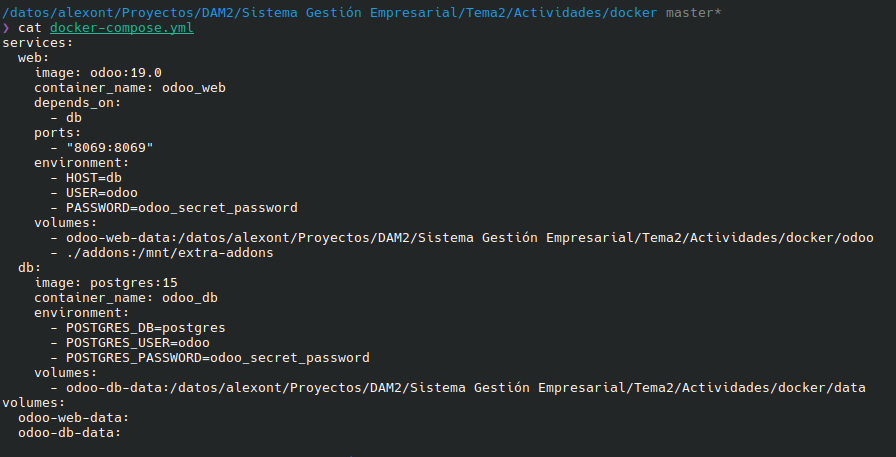 /datos/alexont/Proyectos/DAM2/Sistema Gestión Empresarial/Tema2/Actividades/docker master*
❯ cat docker-compose.yml
services:
  web:
    image: odoo:19.0
    container_name: odoo_web
    depends_on:
      - db
    ports:
      - "8069:8069"
    environment:
      - HOST=db
      - USER=odoo
      - PASSWORD=odoo_secret_password
    volumes:
      - odoo-web-data:/datos/alexont/Proyectos/DAM2/Sistema Gestión Empresarial/Tema2/Actividades/docker/odoo
      - ./addons:/mnt/extra-addons
  db:
    image: postgres:15
    container_name: odoo_db
    environment:
      - POSTGRES_DB=postgres
      - POSTGRES_USER=odoo
      - POSTGRES_PASSWORD=odoo_secret_password
    volumes:
      - odoo-db-data:/datos/alexont/Proyectos/DAM2/Sistema Gestión Empresarial/Tema2/Actividades/docker/data
volumes:
  odoo-web-data:
  odoo-db-data: